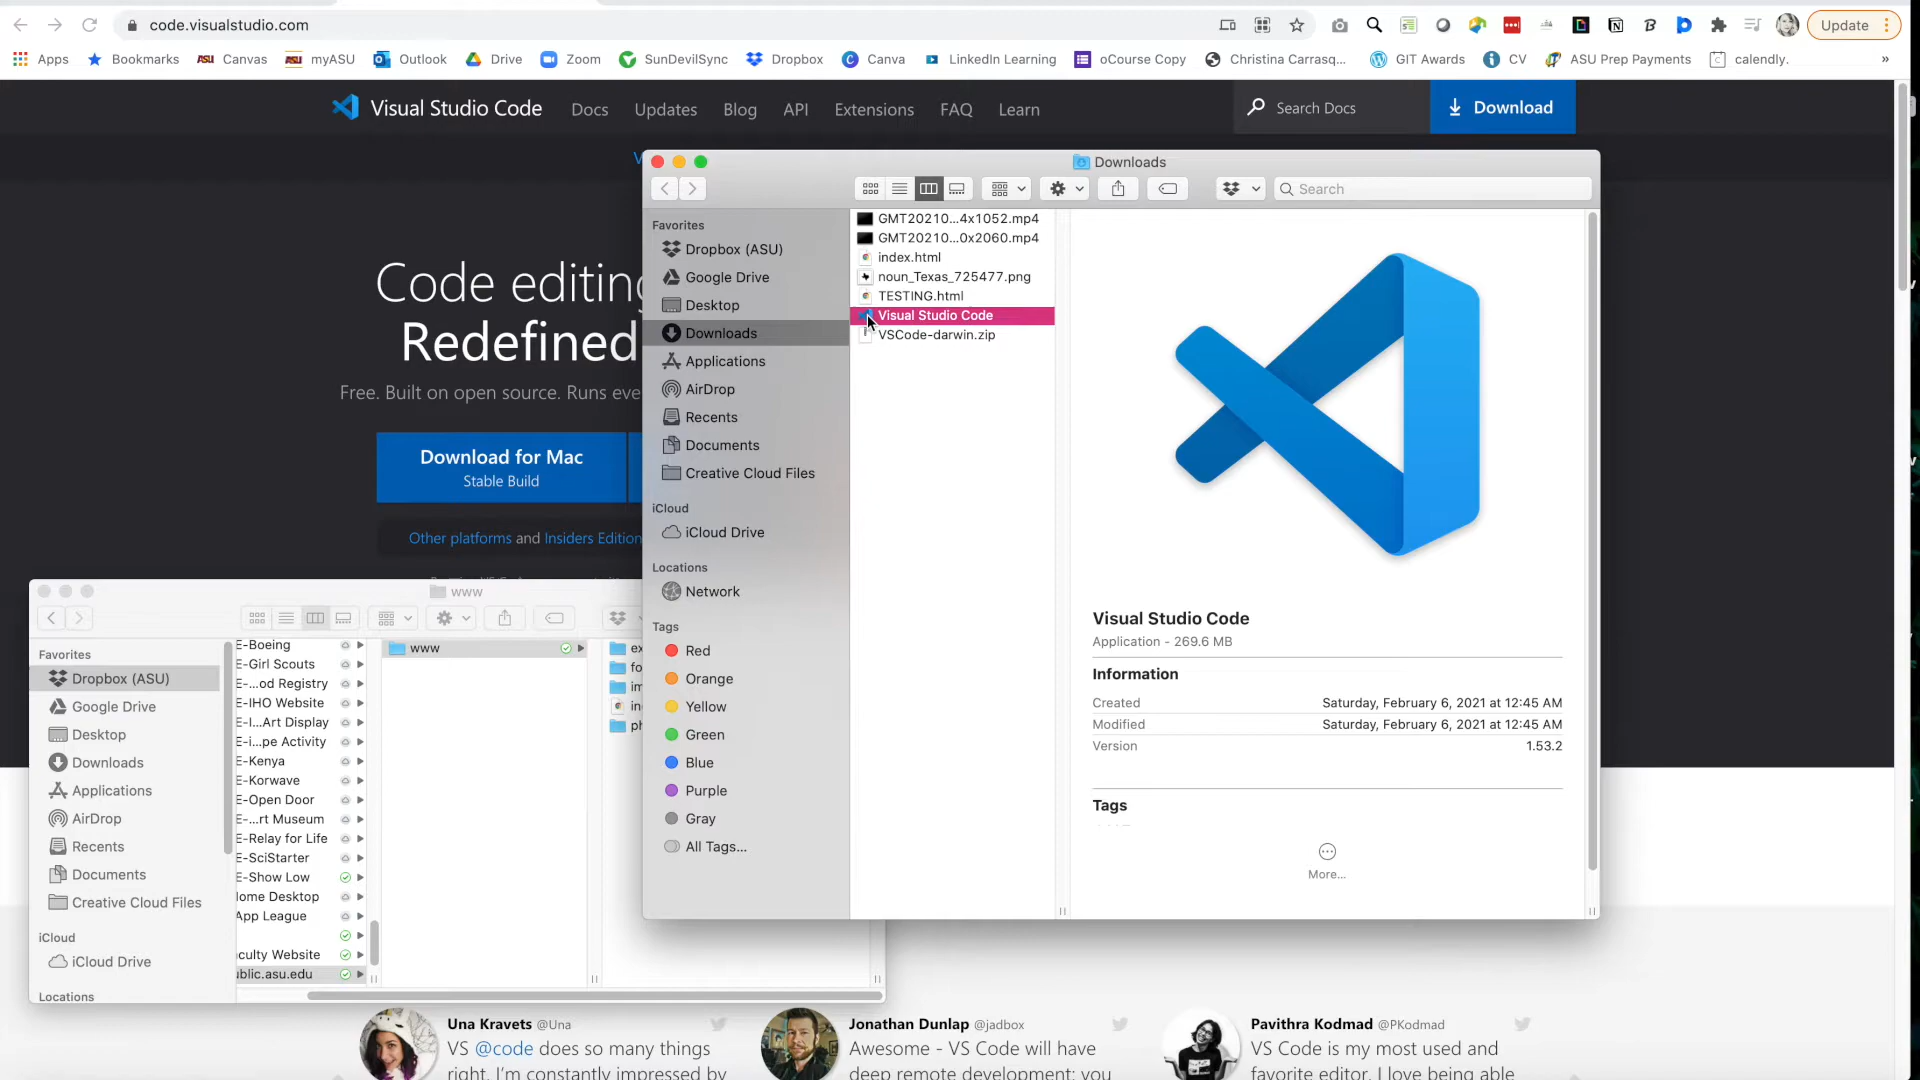 code.visualstudio.com
Update
Apps
Bookmarks
ASU Canvas
ASU myASU
Outlook
Drive
Zoom
SunDevilSync
Dropbox
Canva
LinkedIn Learning
oCourse Copy
Christina Carrasq...
GIT Awards
CV
ASU Prep Payments
calendly.
»
Visual Studio Code
Docs
Updates
Blog
API
Extensions
FAQ
Learn
Search Docs
Download
Code editing
Redefined
Free. Built on open source. Runs eve
Download for Mac
Stable Build
Other platforms and Insiders Edition
Downloads
Search
Favorites
Dropbox (ASU)
Google Drive
Desktop
Downloads
Applications
AirDrop
Recents
Documents
Creative Cloud Files
iCloud
iCloud Drive
Locations
Network
Tags
Red
Orange
Yellow
Green
Blue
Purple
Gray
All Tags...
GMT20210...4x1052.mp4
GMT20210...0x2060.mp4
index.html
noun_Texas_725477.png
TESTING.html
Visual Studio Code
VSCode-darwin.zip
Visual Studio Code
Application - 269.6 MB
Information
Created Saturday, February 6, 2021 at 12:45 AM
Modified Saturday, February 6, 2021 at 12:45 AM
Version 1.53.2
Tags
More...
www
Favorites
Dropbox (ASU)
Google Drive
Desktop
Downloads
Applications
AirDrop
Recents
Documents
Creative Cloud Files
iCloud
iCloud Drive
Locations
E-Boeing
E-Girl Scouts
E-...od Registry
E-IHO Website
E-I...Art Display
E-i...pe Activity
E-Kenya
E-Korwave
E-Open Door
E-...rt Museum
E-Relay for Life
E-SciStarter
E-Show Low
ome Desktop
App League
culty Website
ublic.asu.edu
www
ex
fo
im
in
ph
Una Kravets @Una
VS @code does so many things
right. I'm constantly impressed by
Jonathan Dunlap @jadbox
Awesome - VS Code will have
deep remote development: you
Pavithra Kodmad @PKodmad
VS Code is my most used and
favorite editor. I love being able